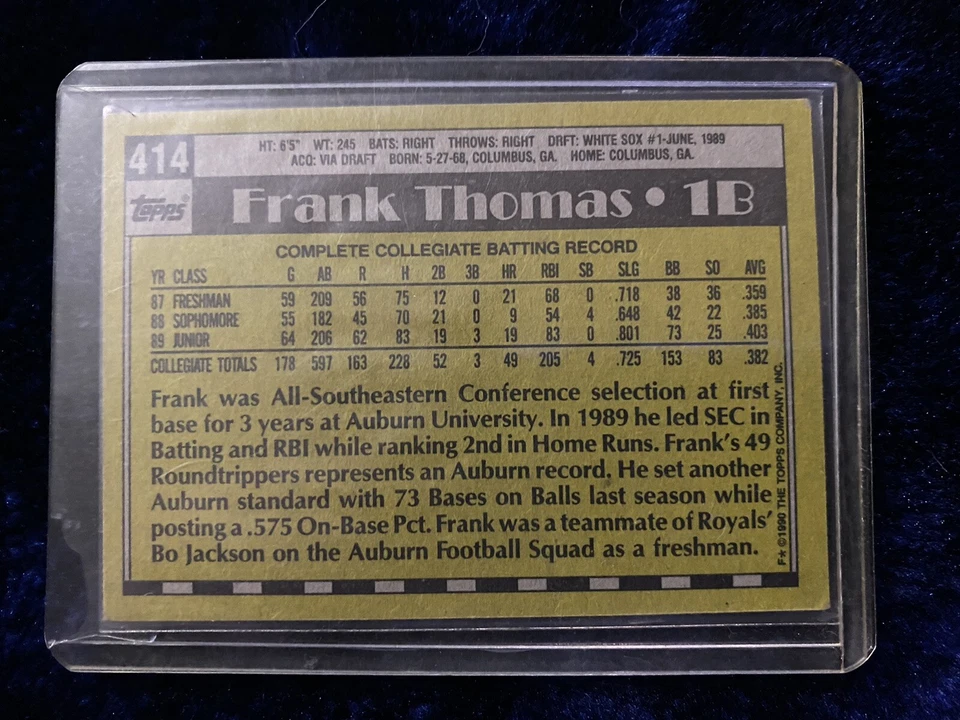 414
HT: 6'5" WT: 245 BATS: RIGHT THROWS: RIGHT DRFT: WHITE SOX #1-JUNE, 1989
ACQ: VIA DRAFT BORN: 5-27-68, COLUMBUS, GA. HOME: COLUMBUS, GA.
topps
Frank Thomas • 1B
COMPLETE COLLEGIATE BATTING RECORD
YR CLASS G AB R H 2B 3B HR RBI SB SLG BB SO AVG
87 FRESHMAN 59 209 56 75 12 0 21 68 0 .718 38 36 .359
88 SOPHOMORE 55 182 45 70 21 0 9 54 4 .648 42 22 .385
89 JUNIOR 64 206 62 83 19 3 19 83 0 .801 73 25 .403
COLLEGIATE TOTALS 178 597 163 228 52 3 49 205 4 .725 153 83 .382
Frank was All-Southeastern Conference selection at first
base for 3 years at Auburn University. In 1989 he led SEC in
Batting and RBI while ranking 2nd in Home Runs. Frank's 49
Roundtrippers represents an Auburn record. He set another
Auburn standard with 73 Bases on Balls last season while
posting a .575 On-Base Pct. Frank was a teammate of Royals'
Bo Jackson on the Auburn Football Squad as a freshman.
F* ©1990 THE TOPPS COMPANY, INC.